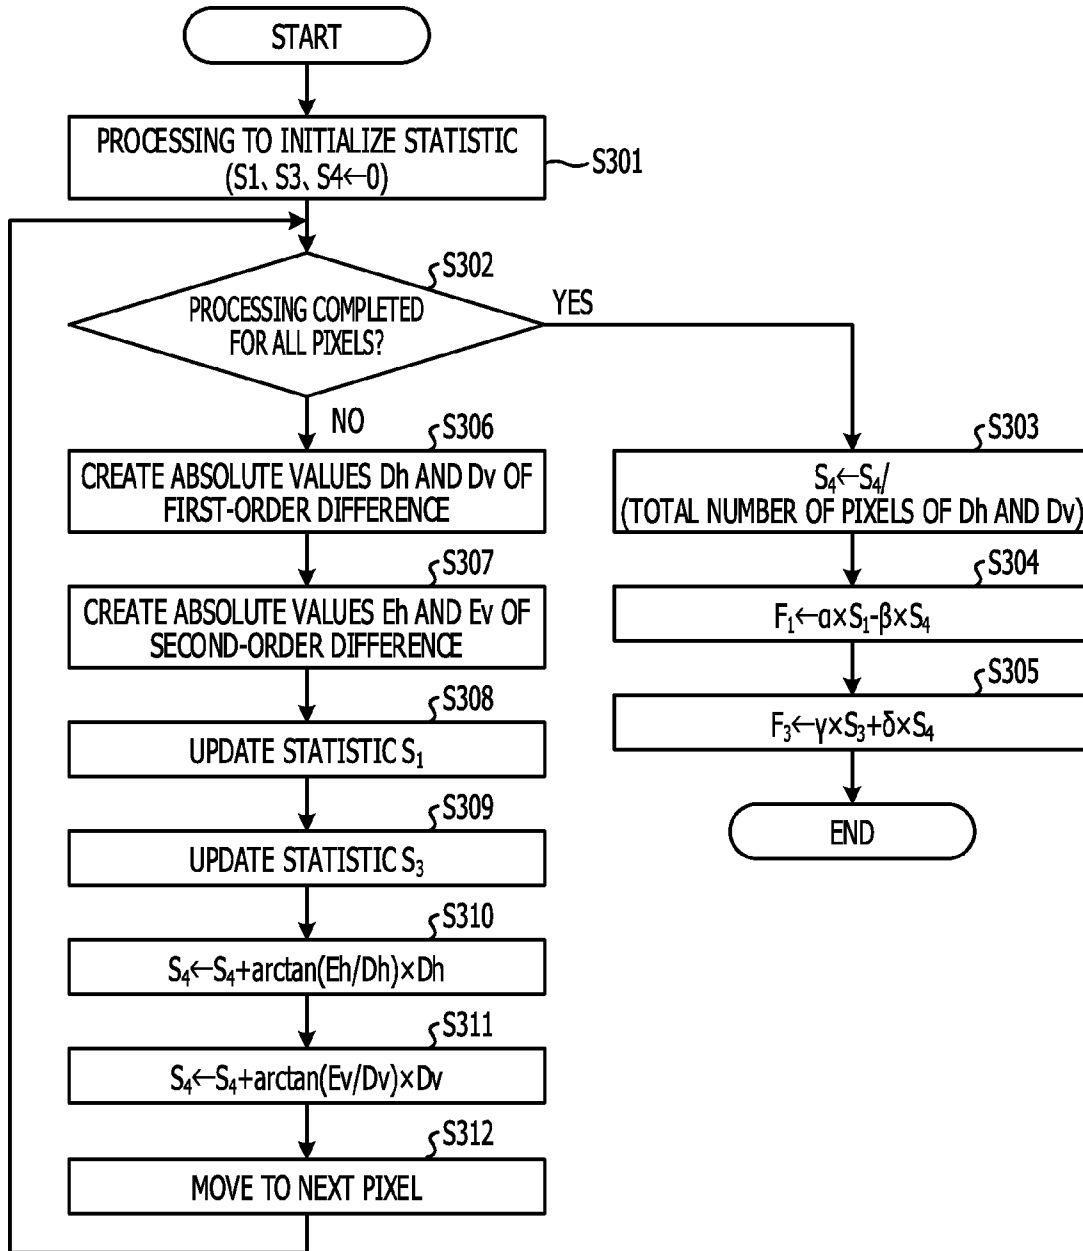 START
PROCESSING TO INITIALIZE STATISTIC
(S1、S3、S4←0)
S301
S302
PROCESSING COMPLETED
FOR ALL PIXELS?
YES
NO
S306
CREATE ABSOLUTE VALUES Dh AND Dv OF
FIRST-ORDER DIFFERENCE
S307
CREATE ABSOLUTE VALUES Eh AND Ev OF
SECOND-ORDER DIFFERENCE
S308
UPDATE STATISTIC S₁
S309
UPDATE STATISTIC S₃
S310
S₄←S₄+arctan(Eh/Dh)×Dh
S311
S₄←S₄+arctan(Ev/Dv)×Dv
S312
MOVE TO NEXT PIXEL
S303
S₄←S₄/
(TOTAL NUMBER OF PIXELS OF Dh AND Dv)
S304
F₁←α×S₁-β×S₄
S305
F₃←γ×S₃+δ×S₄
END